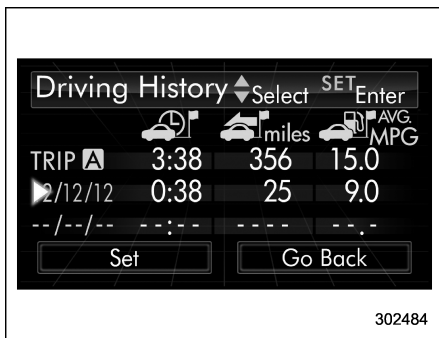 Driving History Select SET Enter
miles AVG. MPG
TRIP A 3:38 356 15.0
2/12/12 0:38 25 9.0
--/--/-- --:-- ---- --.-
Set Go Back
302484